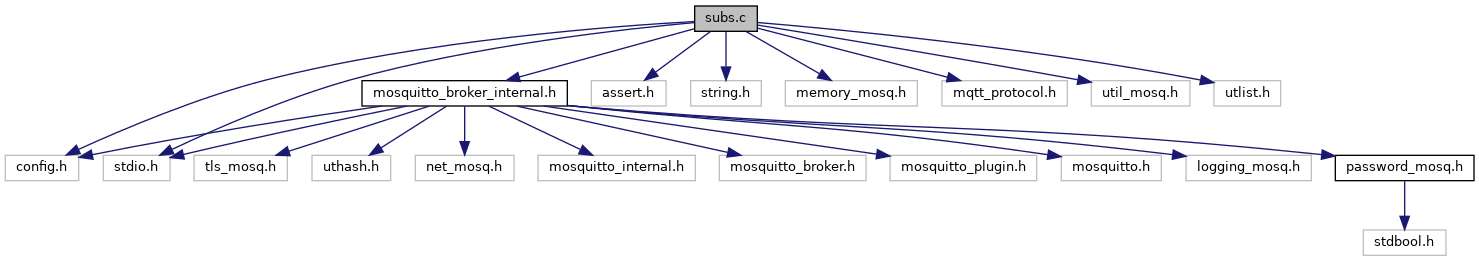 subs.c
mosquitto_broker_internal.h
assert.h
string.h
memory_mosq.h
mqtt_protocol.h
util_mosq.h
utlist.h
config.h
stdio.h
tls_mosq.h
uthash.h
net_mosq.h
mosquitto_internal.h
mosquitto_broker.h
mosquitto_plugin.h
mosquitto.h
logging_mosq.h
password_mosq.h
stdbool.h